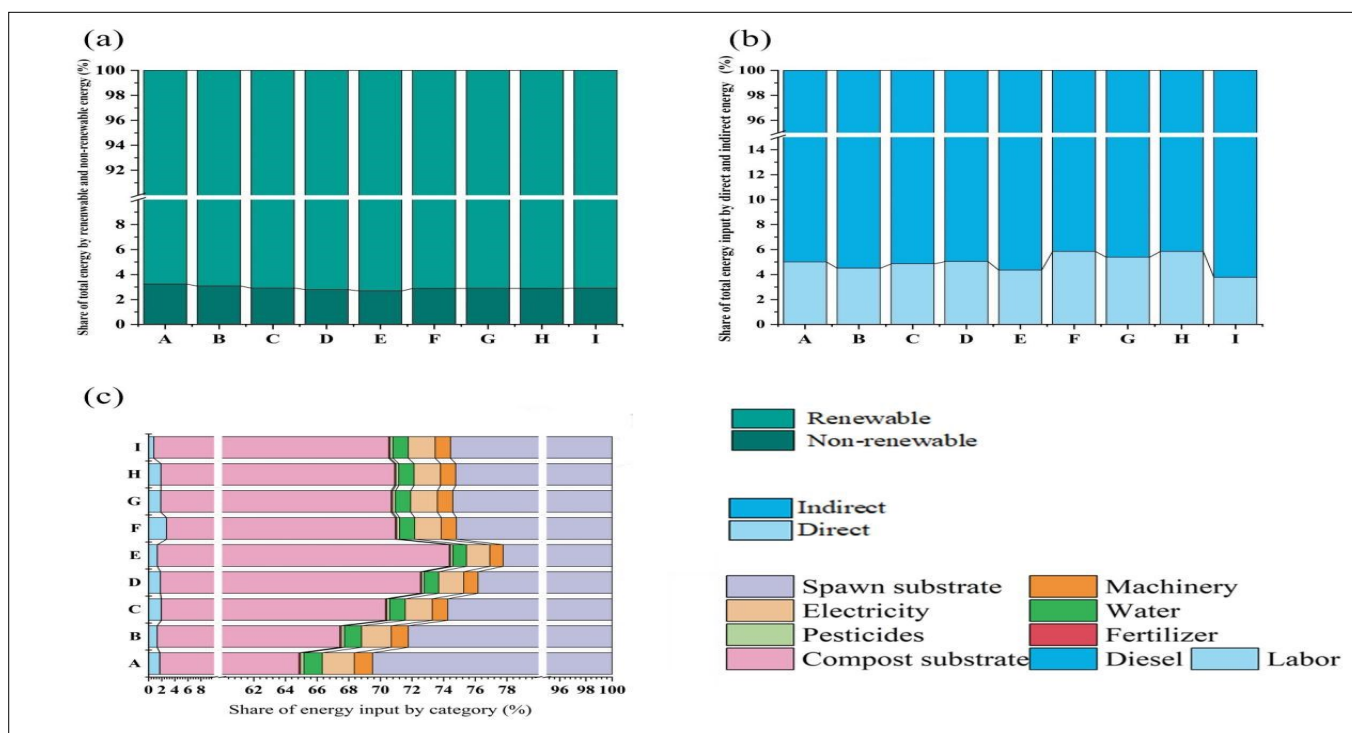 (a)
Share of total energy by renenwable and non-renewable energy (%)
100
98
96
94
92
8
6
4
2
0
A B C D E F G H I
(b)
Share of total energy input by direct and indirect energy (%)
100
98
96
14
12
10
8
6
4
2
0
A B C D E F G H I
(c)
I
H
G
F
E
D
C
B
A
0 2 4 6 8 62 64 66 68 70 72 74 76 78 96 98 100
Share of energy input by category (%)
Renewable
Non-renewable
Indirect
Direct
Spawn substrate Machinery
Electricity Water
Pesticides Fertilizer
Compost substrate Diesel Labor